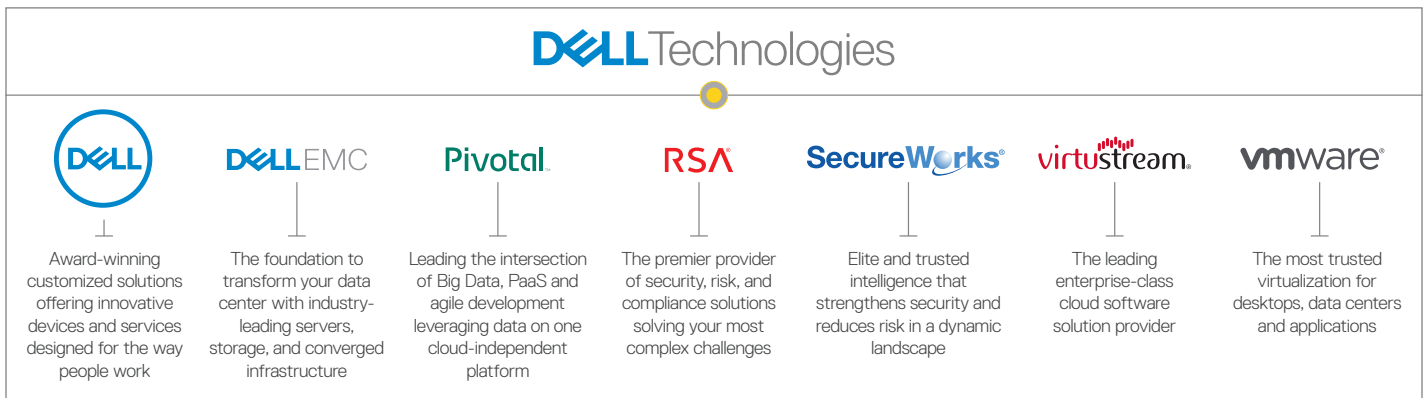 DELL Technologies
DELL
Award-winning
customized solutions
offering innovative
devices and services
designed for the way
people work
DELL EMC
The foundation to
transform your data
center with industry-
leading servers,
storage, and converged
infrastructure
Pivotal™
Leading the intersection
of Big Data, PaaS and
agile development
leveraging data on one
cloud-independent
platform
RSA®
The premier provider
of security, risk, and
compliance solutions
solving your most
complex challenges
SecureWorks®
Elite and trusted
intelligence that
strengthens security and
reduces risk in a dynamic
landscape
virtustream®
The leading
enterprise-class
cloud software
solution provider
vmware®
The most trusted
virtualization for
desktops, data centers
and applications